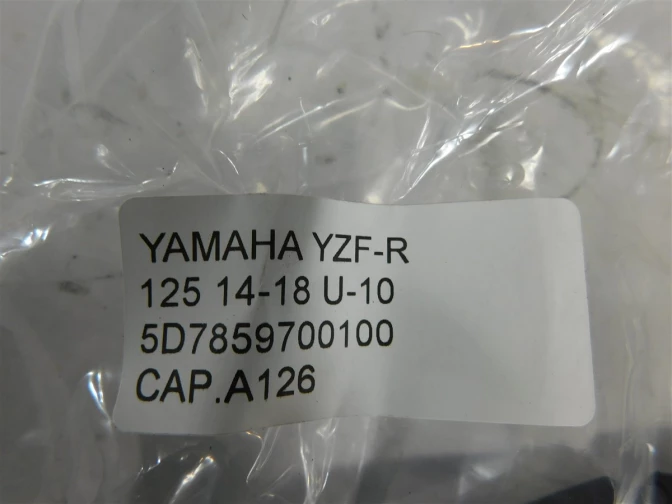 YAMAHA YZF-R
125 14-18 U-10
5D7859700100
CAP.A126